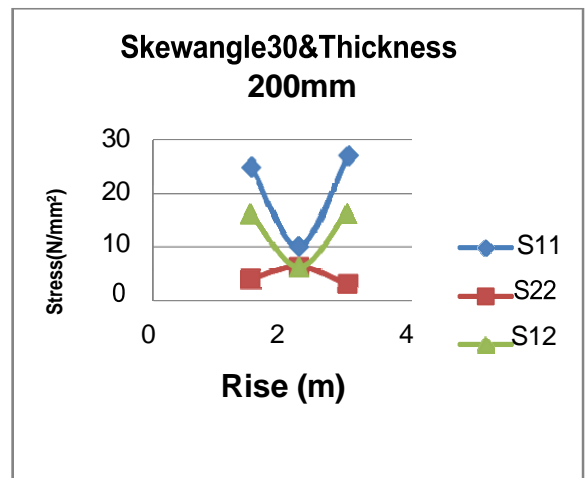 Skewangle30&Thickness
200mm
30
20
10
0
Stress(N/mm²)
0 2 4
Rise (m)
S11
S22
S12